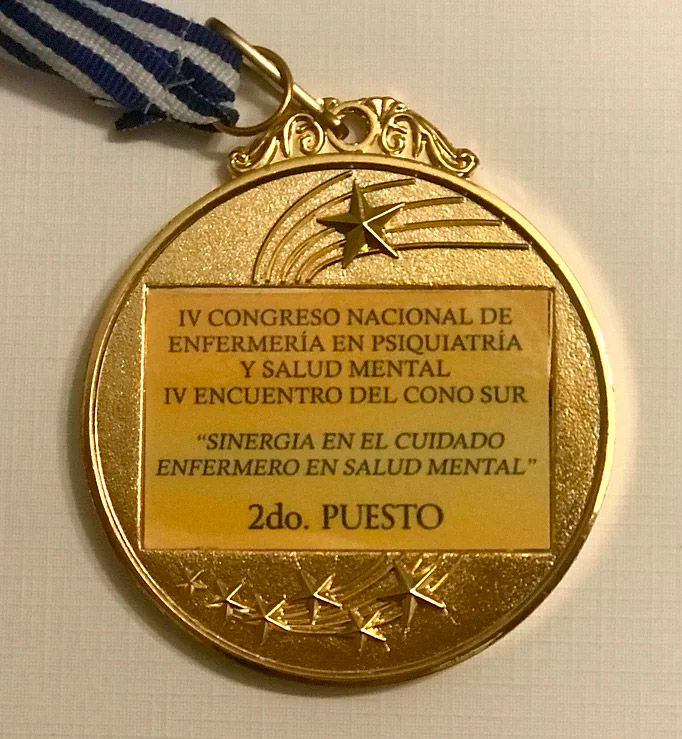 IV CONGRESO NACIONAL DE
ENFERMERÍA EN PSIQUIATRÍA
Y SALUD MENTAL
IV ENCUENTRO DEL CONO SUR
“SINERGIA EN EL CUIDADO
ENFERMERO EN SALUD MENTAL”
2do. PUESTO